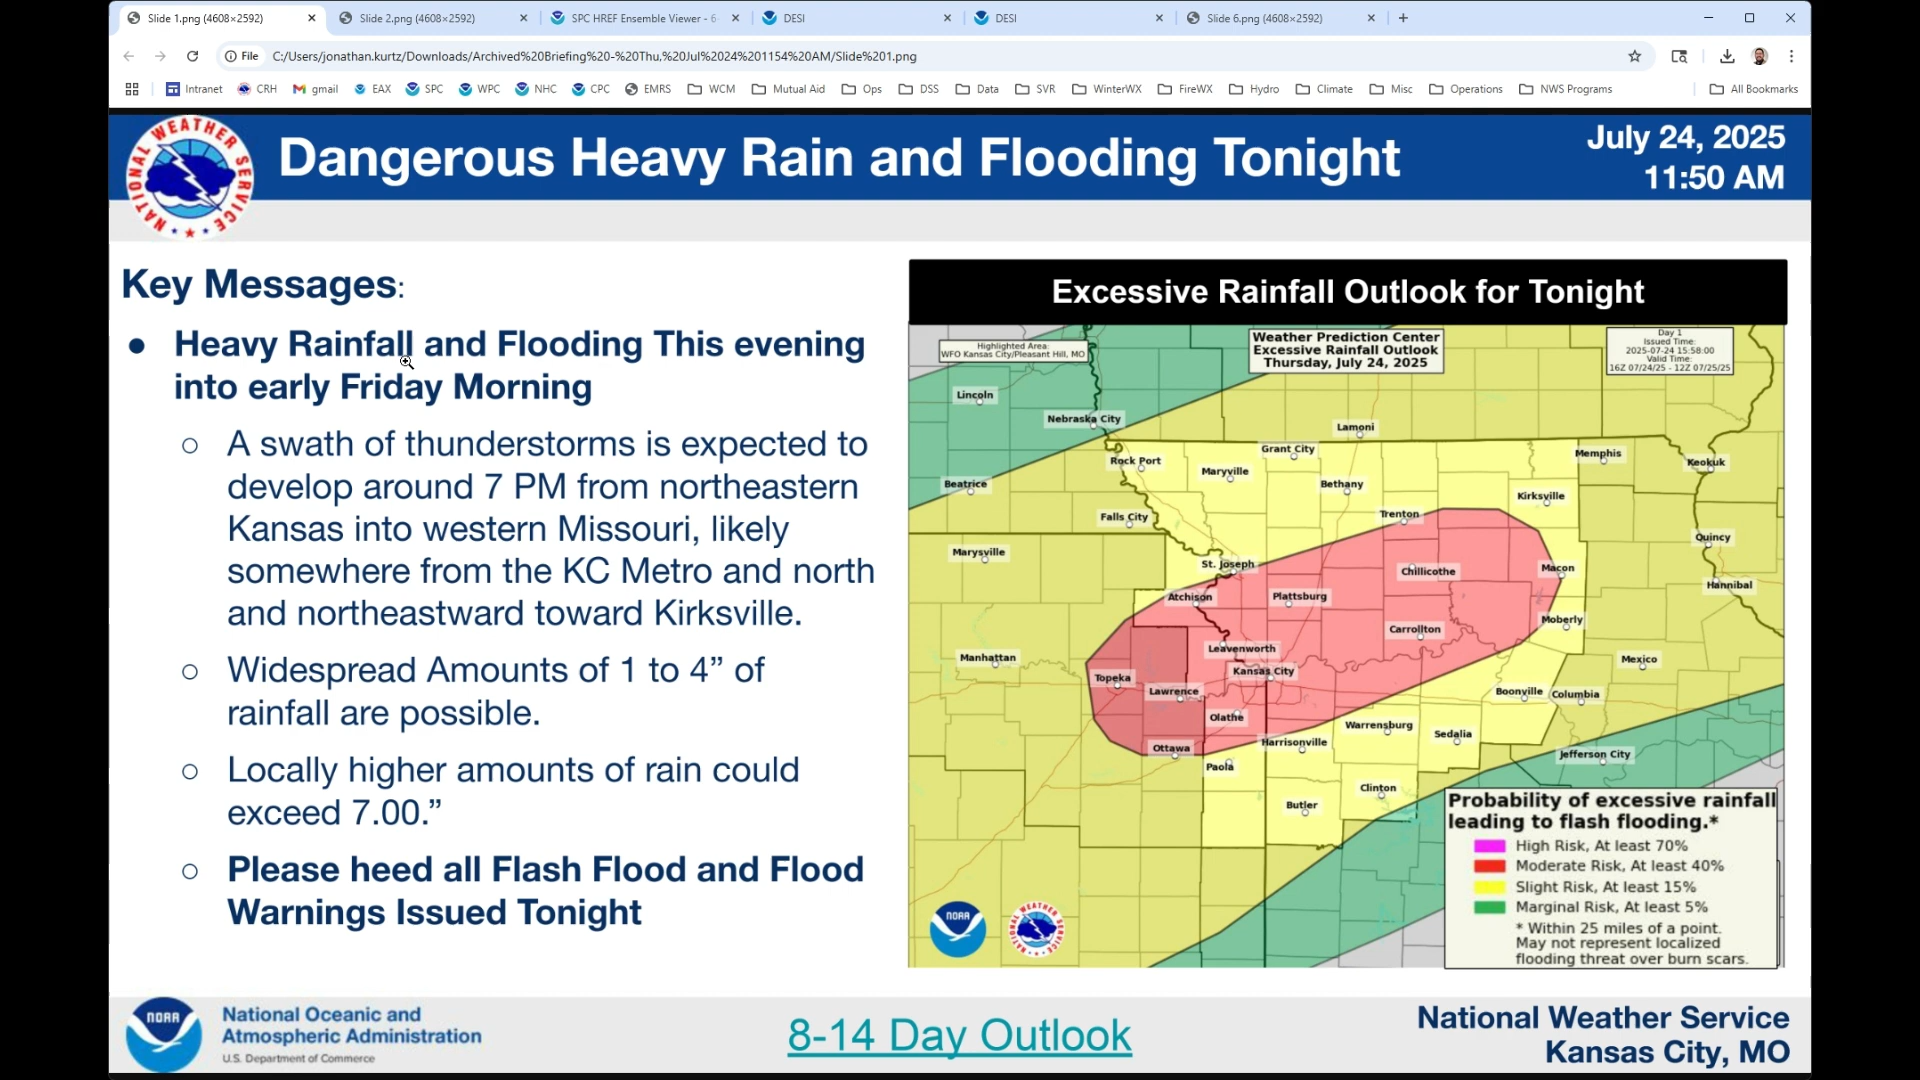 Slide 1.png (4608×2592)
Slide 2.png (4608×2592)
SPC HREF Ensemble Viewer - 6
DESI
DESI
Slide 6.png (4608×2592)
File
C:/Users/jonathan.kurtz/Downloads/Archived%20Briefing%20-%20Thu,%20Jul%2024%201154%20AM/Slide%201.png
Intranet
CRH
gmail
EAX
SPC
WPC
NHC
CPC
EMRS
WCM
Mutual Aid
Ops
DSS
Data
SVR
WinterWX
FireWX
Hydro
Climate
Misc
Operations
NWS Programs
All Bookmarks
NATIONAL WEATHER SERVICE
Dangerous Heavy Rain and Flooding Tonight
July 24, 2025
11:50 AM
Key Messages:
● Heavy Rainfall and Flooding This evening
into early Friday Morning
○ A swath of thunderstorms is expected to
develop around 7 PM from northeastern
Kansas into western Missouri, likely
somewhere from the KC Metro and north
and northeastward toward Kirksville.
○ Widespread Amounts of 1 to 4” of
rainfall are possible.
○ Locally higher amounts of rain could
exceed 7.00.”
○ Please heed all Flash Flood and Flood
Warnings Issued Tonight
Excessive Rainfall Outlook for Tonight
Highlighted Area:
WFO Kansas City/Pleasant Hill, MO
Weather Prediction Center
Excessive Rainfall Outlook
Thursday, July 24, 2025
Day 1
Issued Time:
2025-07-24 15:58:00
Valid Time:
16Z 07/24/25 - 12Z 07/25/25
Lincoln
Nebraska City
Lamoni
Grant City
Memphis
Rock Port
Keokuk
Maryville
Beatrice
Bethany
Kirksville
Falls City
Trenton
Quincy
Marysville
St. Joseph
Chillicothe
Macon
Hannibal
Atchison
Plattsburg
Moberly
Carrollton
Leavenworth
Manhattan
Mexico
Kansas City
Topeka
Lawrence
Boonville
Columbia
Olathe
Warrensburg
Sedalia
Ottawa
Harrisonville
Jefferson City
Paola
Clinton
Butler
Probability of excessive rainfall
leading to flash flooding.*
High Risk, At least 70%
Moderate Risk, At least 40%
Slight Risk, At least 15%
Marginal Risk, At least 5%
* Within 25 miles of a point.
May not represent localized
flooding threat over burn scars.
NOAA
NATIONAL WEATHER SERVICE
NOAA
National Oceanic and
Atmospheric Administration
U.S. Department of Commerce
8-14 Day Outlook
National Weather Service
Kansas City, MO